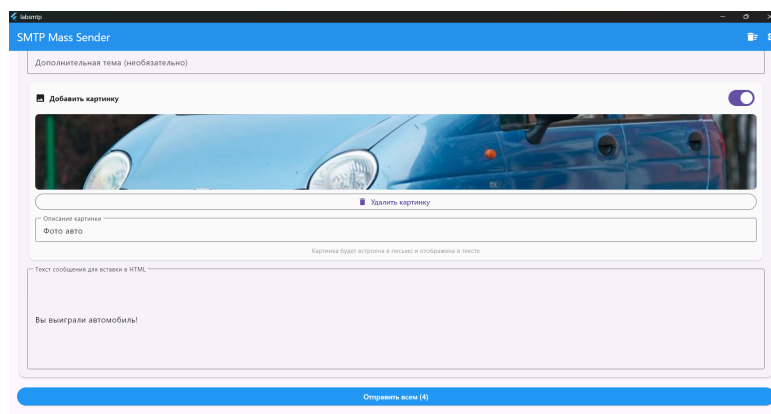 labsmtp
SMTP Mass Sender
Дополнительная тема (необязательно)
Добавить картинку
Удалить картинку
Описание картинки
Фото авто
Картинка будет встроена в письмо и отображена в тексте
Текст сообщения для вставки в HTML
Вы выиграли автомобиль!
Отправить всем (4)